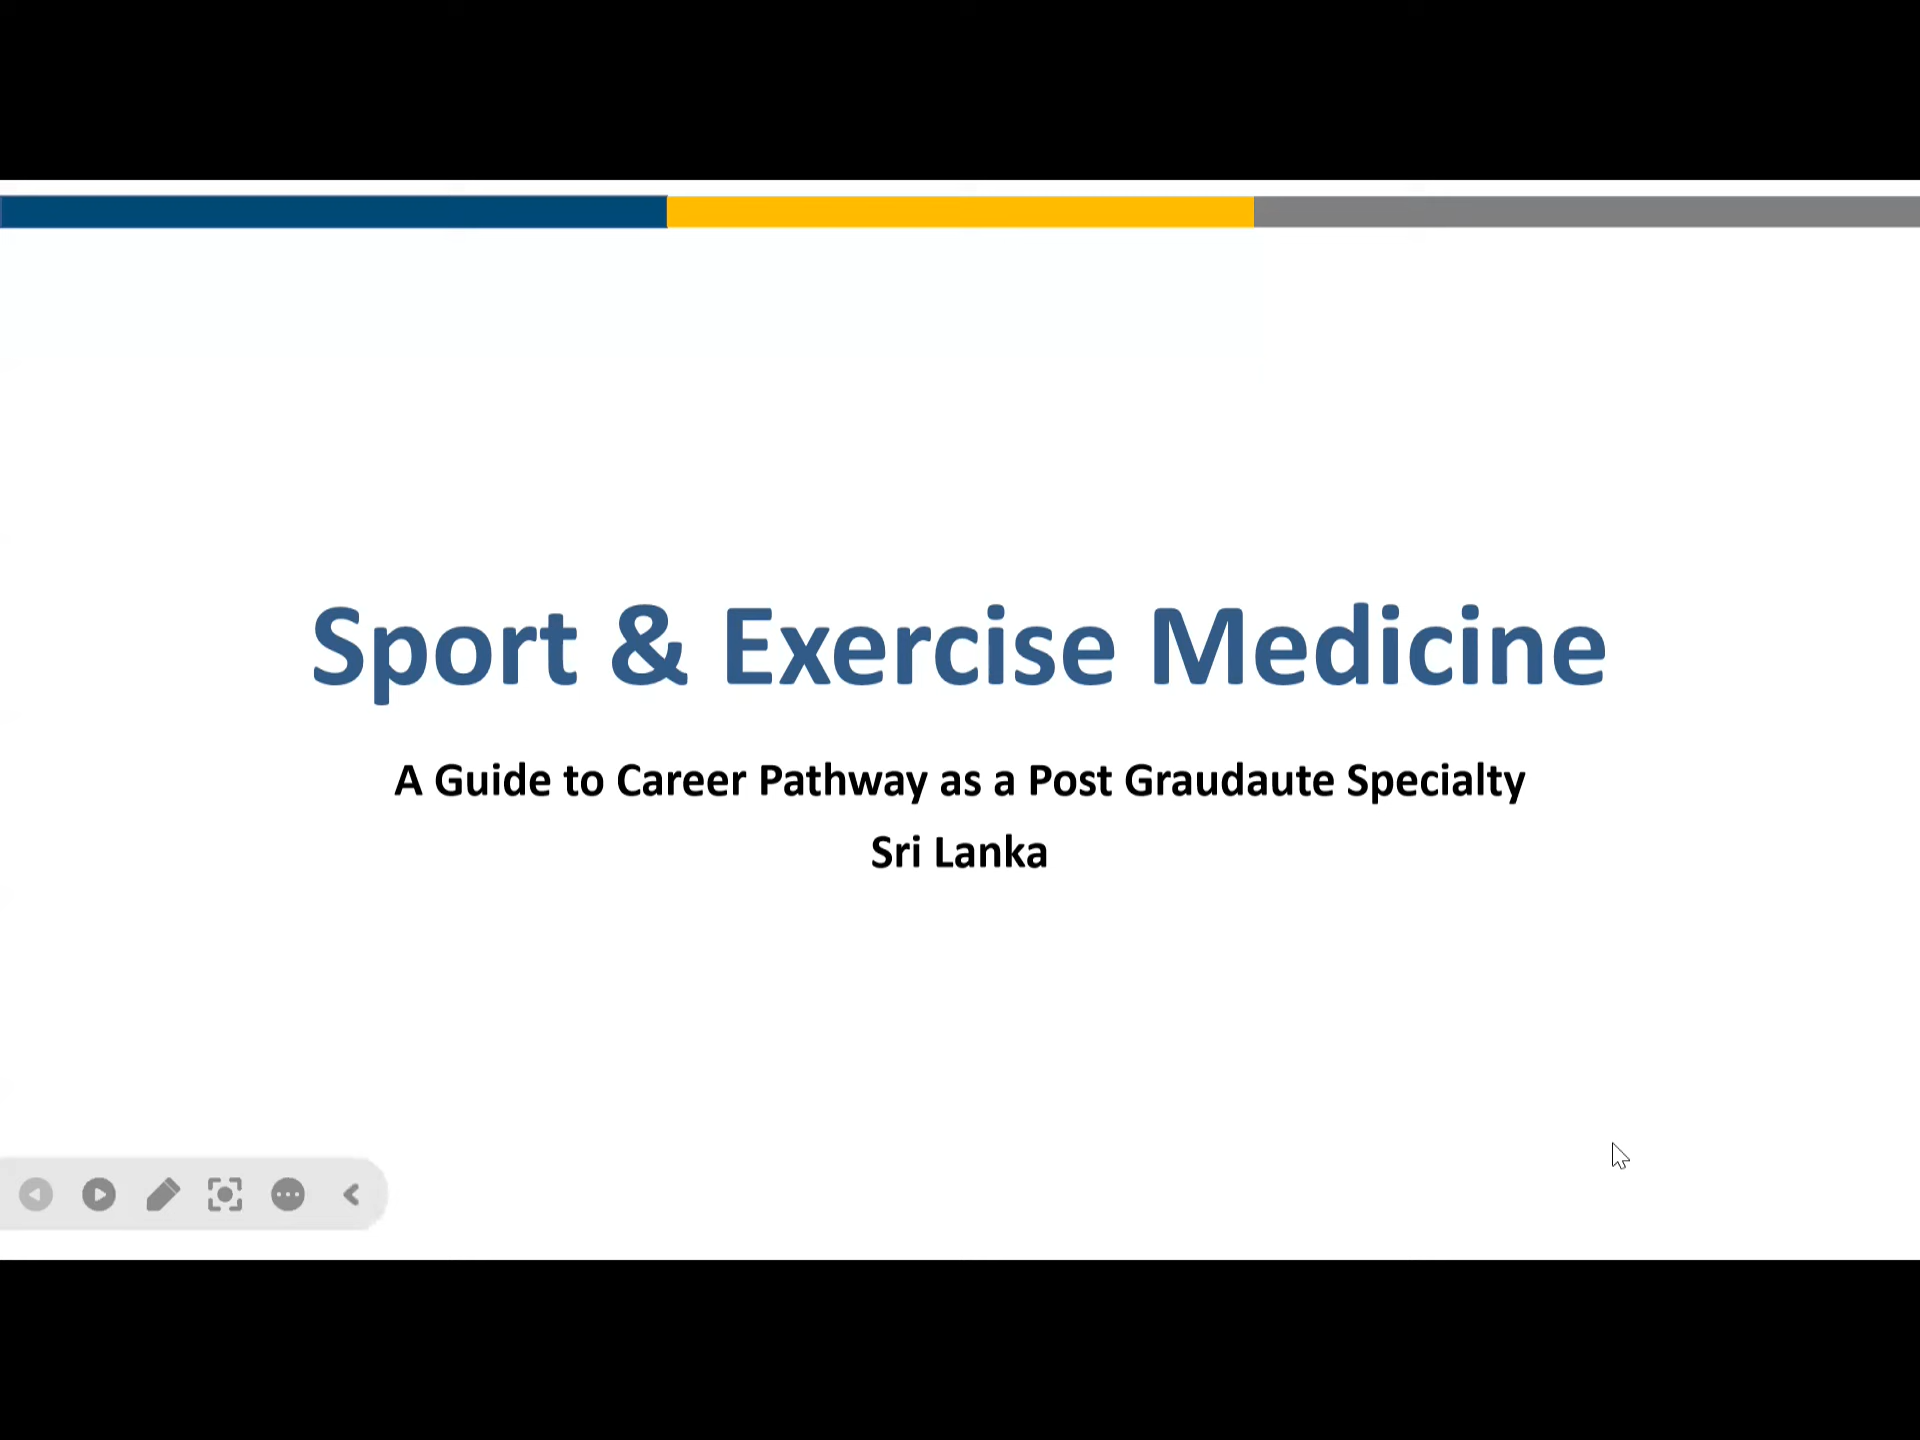 Sport & Exercise Medicine
A Guide to Career Pathway as a Post Graudaute Specialty
Sri Lanka